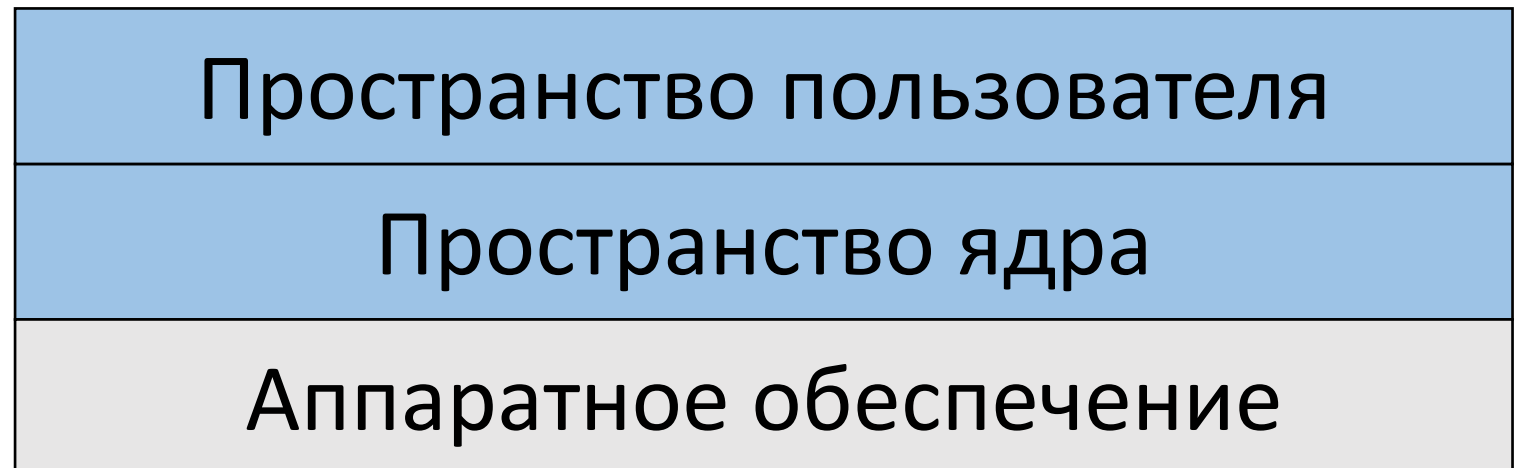 Пространство пользователя
Пространство ядра
Аппаратное обеспечение